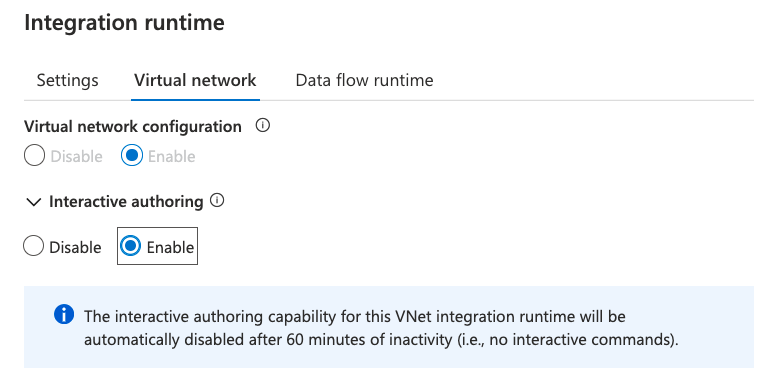 Integration runtime
Settings Virtual network Data flow runtime
Virtual network configuration
Disable Enable
Interactive authoring
Disable Enable
The interactive authoring capability for this VNet integration runtime will be
automatically disabled after 60 minutes of inactivity (i.e., no interactive commands).